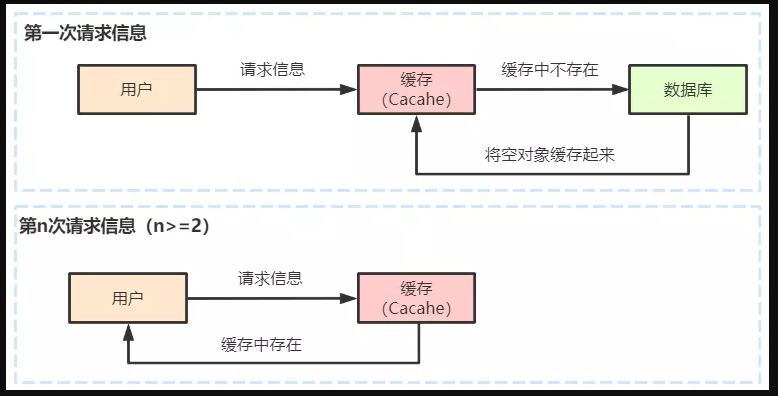 第一次请求信息
用户
请求信息
缓存
（Cacahe）
缓存中不存在
数据库
将空对象缓存起来
第n次请求信息（n>=2）
用户
请求信息
缓存
（Cacahe）
缓存中存在